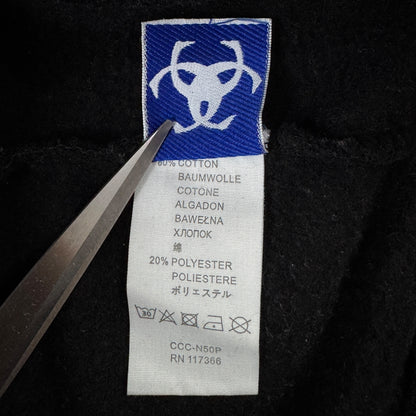 80% COTTON
BAUMWOLLE
COTONE
ALGADON
BAWEŁNA
ХЛОПОК
綿
20% POLYESTER
POLIESTERE
ポリエステル
CCC-N50P
RN 117366